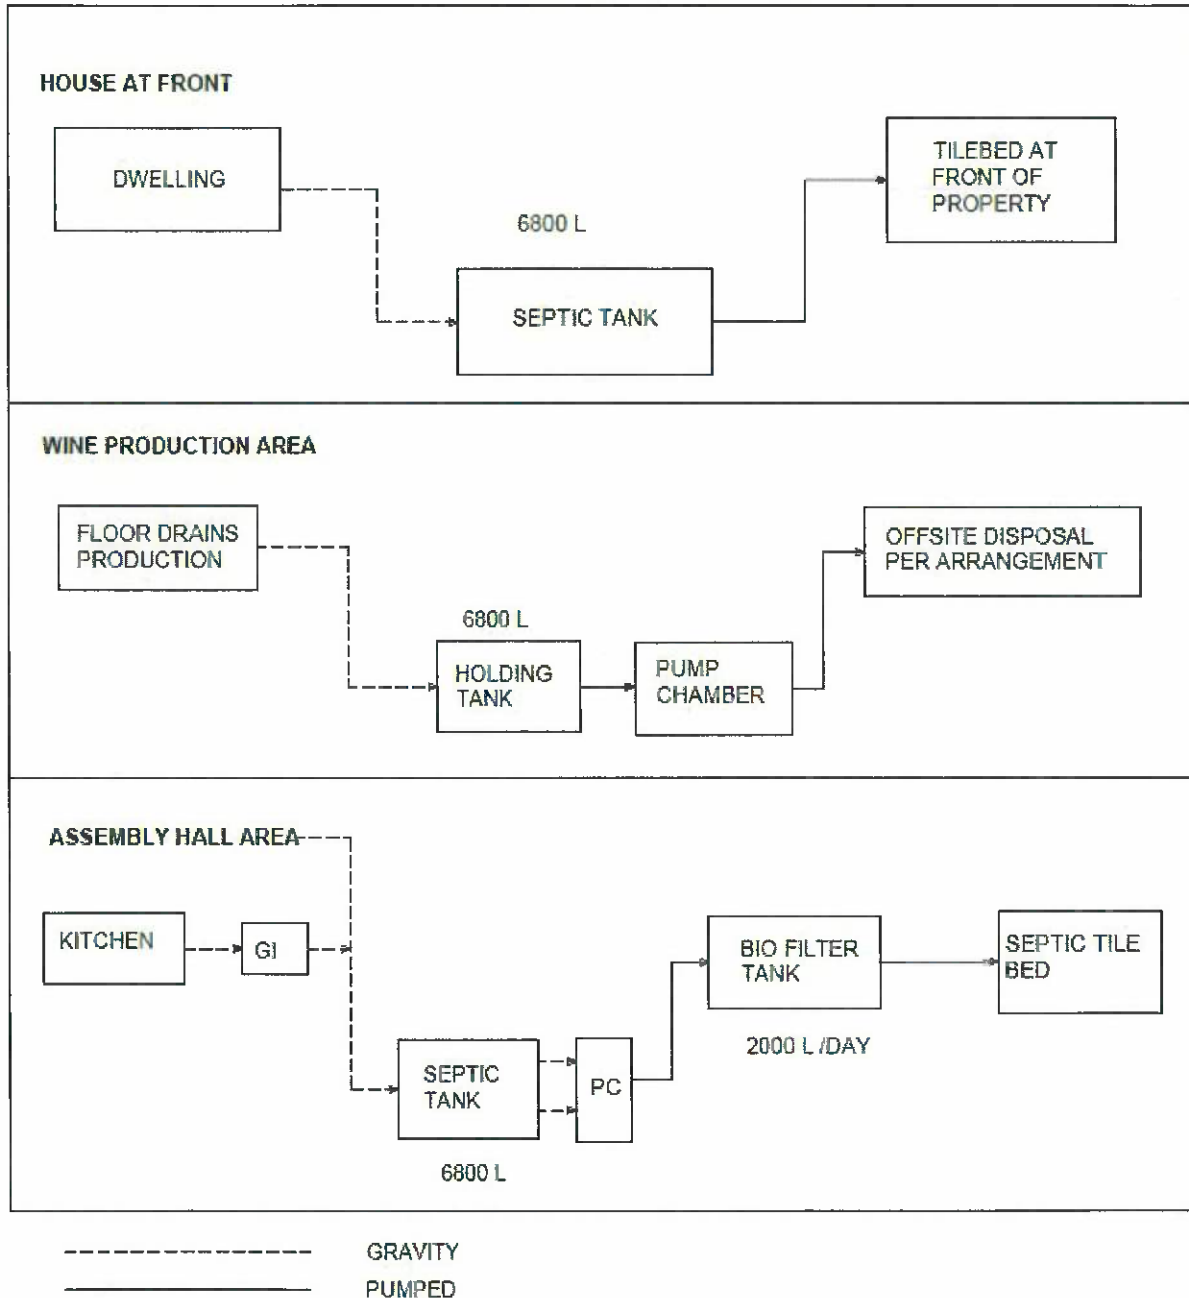 HOUSE AT FRONT
DWELLING
6800 L
SEPTIC TANK
TILEBED AT
FRONT OF
PROPERTY
WINE PRODUCTION AREA
FLOOR DRAINS
PRODUCTION
6800 L
HOLDING
TANK
PUMP
CHAMBER
OFFSITE DISPOSAL
PER ARRANGEMENT
ASSEMBLY HALL AREA
KITCHEN
GI
SEPTIC
TANK
6800 L
PC
BIO FILTER
TANK
2000 L /DAY
SEPTIC TILE
BED
GRAVITY
PUMPED